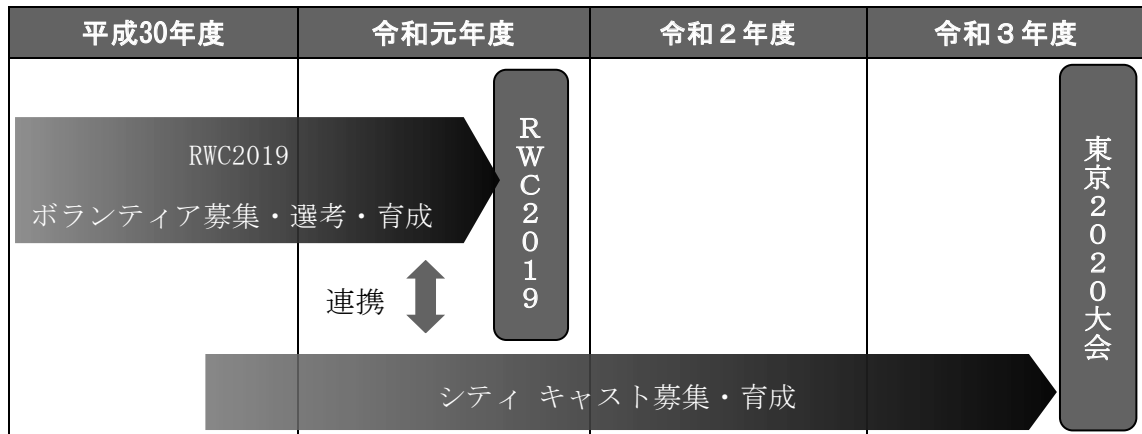 平成30年度 令和元年度 令和２年度 令和３年度
RWC2019
ボランティア募集・選考・育成
RWC2019
連携
シティ キャスト募集・育成
東京2020大会